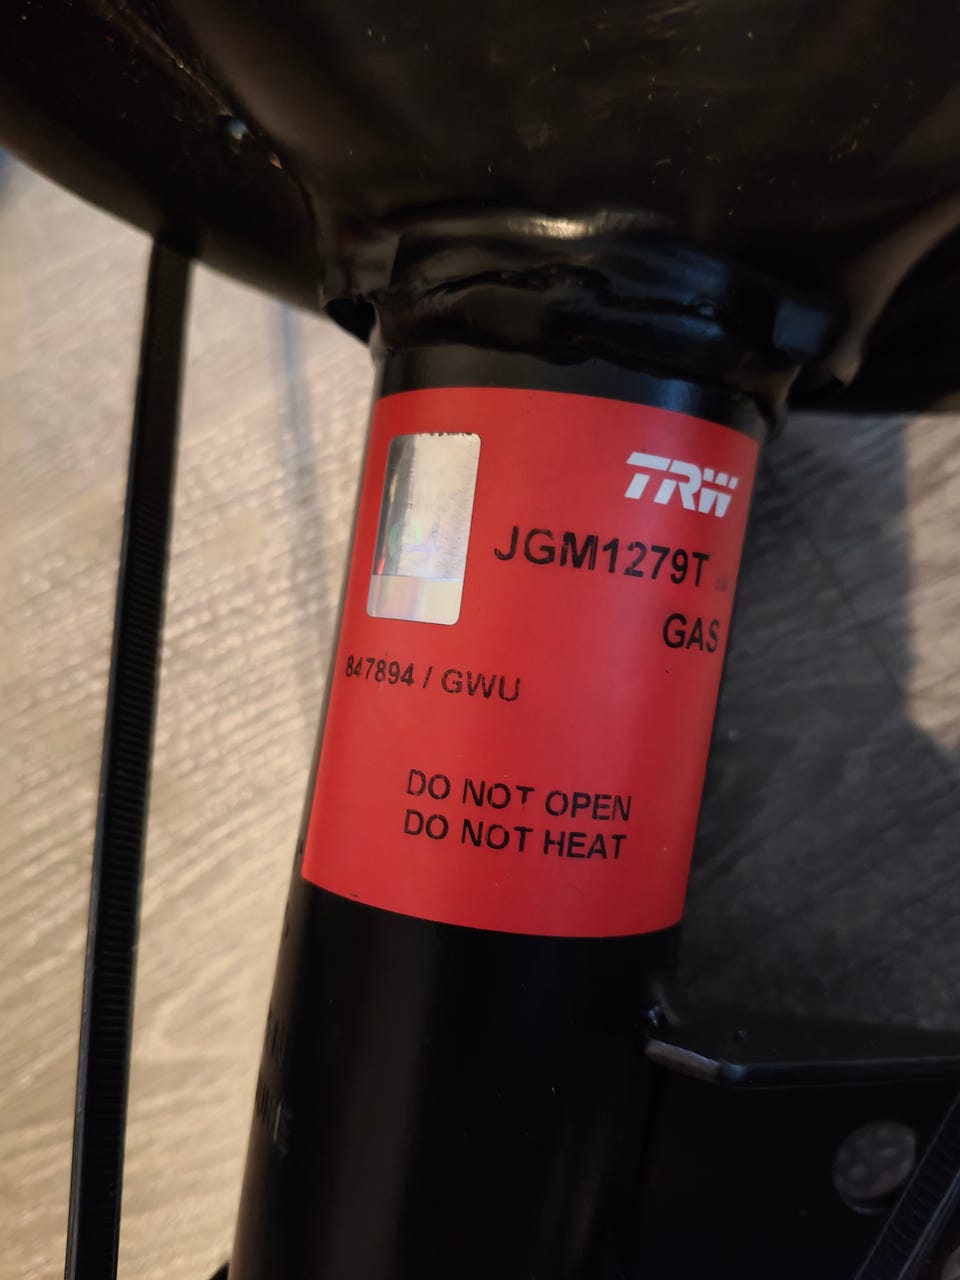 TRW
JGM1279T
GAS
847894 / GWU
DO NOT OPEN
DO NOT HEAT